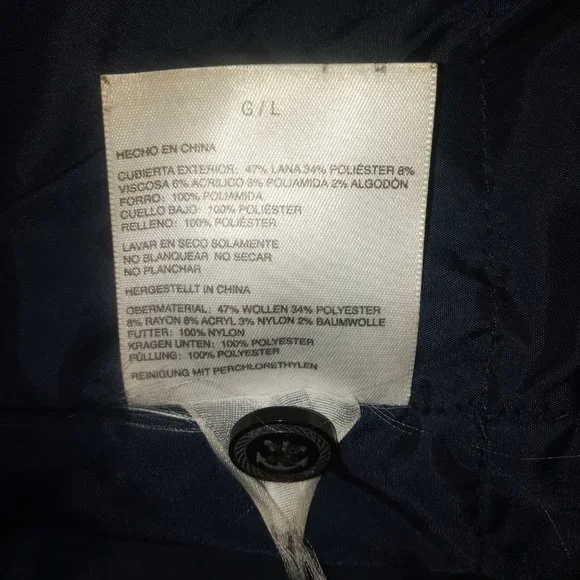 G/L
HECHO EN CHINA
CUBIERTA EXTERIOR: 47% LANA 34% POLIÉSTER 8%
VISCOSA 6% ACRÍLICO 3% POLIAMIDA 2% ALGODÓN
FORRO: 100% POLIAMIDA
CUELLO BAJO: 100% POLIÉSTER
RELLENO: 100% POLIÉSTER
LAVAR EN SECO SOLAMENTE
NO BLANQUEAR NO SECAR
NO PLANCHAR
HERGESTELLT IN CHINA
OBERMATERIAL: 47% WOLLEN 34% POLYESTER
8% RAYON 6% ACRYL 3% NYLON 2% BAUMWOLLE
FUTTER: 100% NYLON
KRAGEN UNTEN: 100% POLYESTER
FÜLLUNG: 100% POLYESTER
REINIGUNG MIT PERCHLORETHYLEN